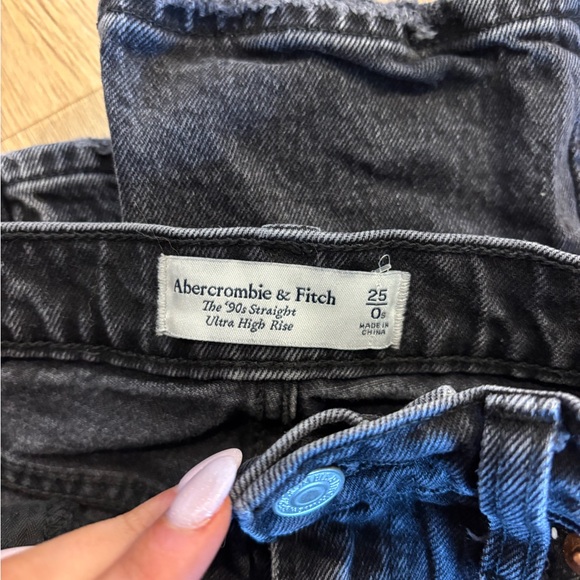 Abercrombie & Fitch
The '90s Straight
Ultra High Rise
25
0s
MADE IN
CHINA